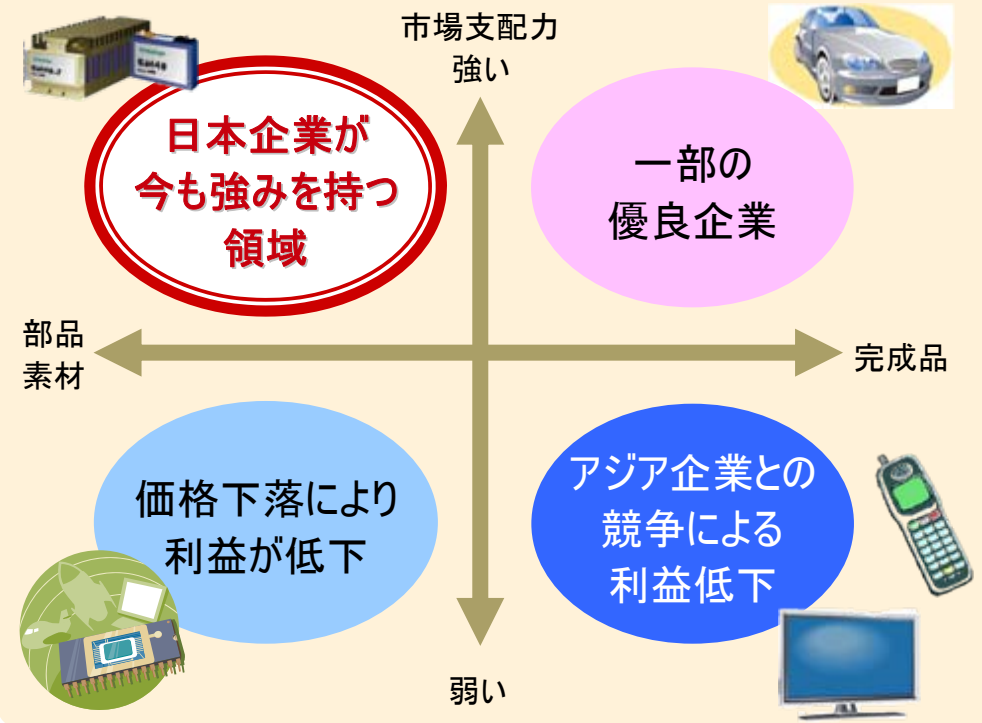 市場支配力
強い
日本企業が
今も強みを持つ
領域
一部の
優良企業
部品
素材
完成品
価格下落により
利益が低下
アジア企業との
競争による
利益低下
弱い